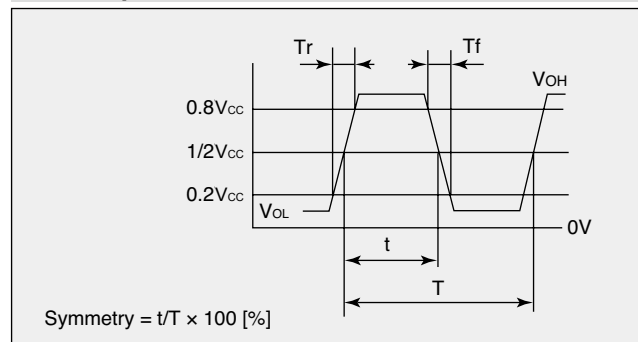 Tr
Tf
VOH
0.8Vcc
1/2Vcc
0.2Vcc
VOL
0V
t
T
Symmetry = t/T × 100 [%]